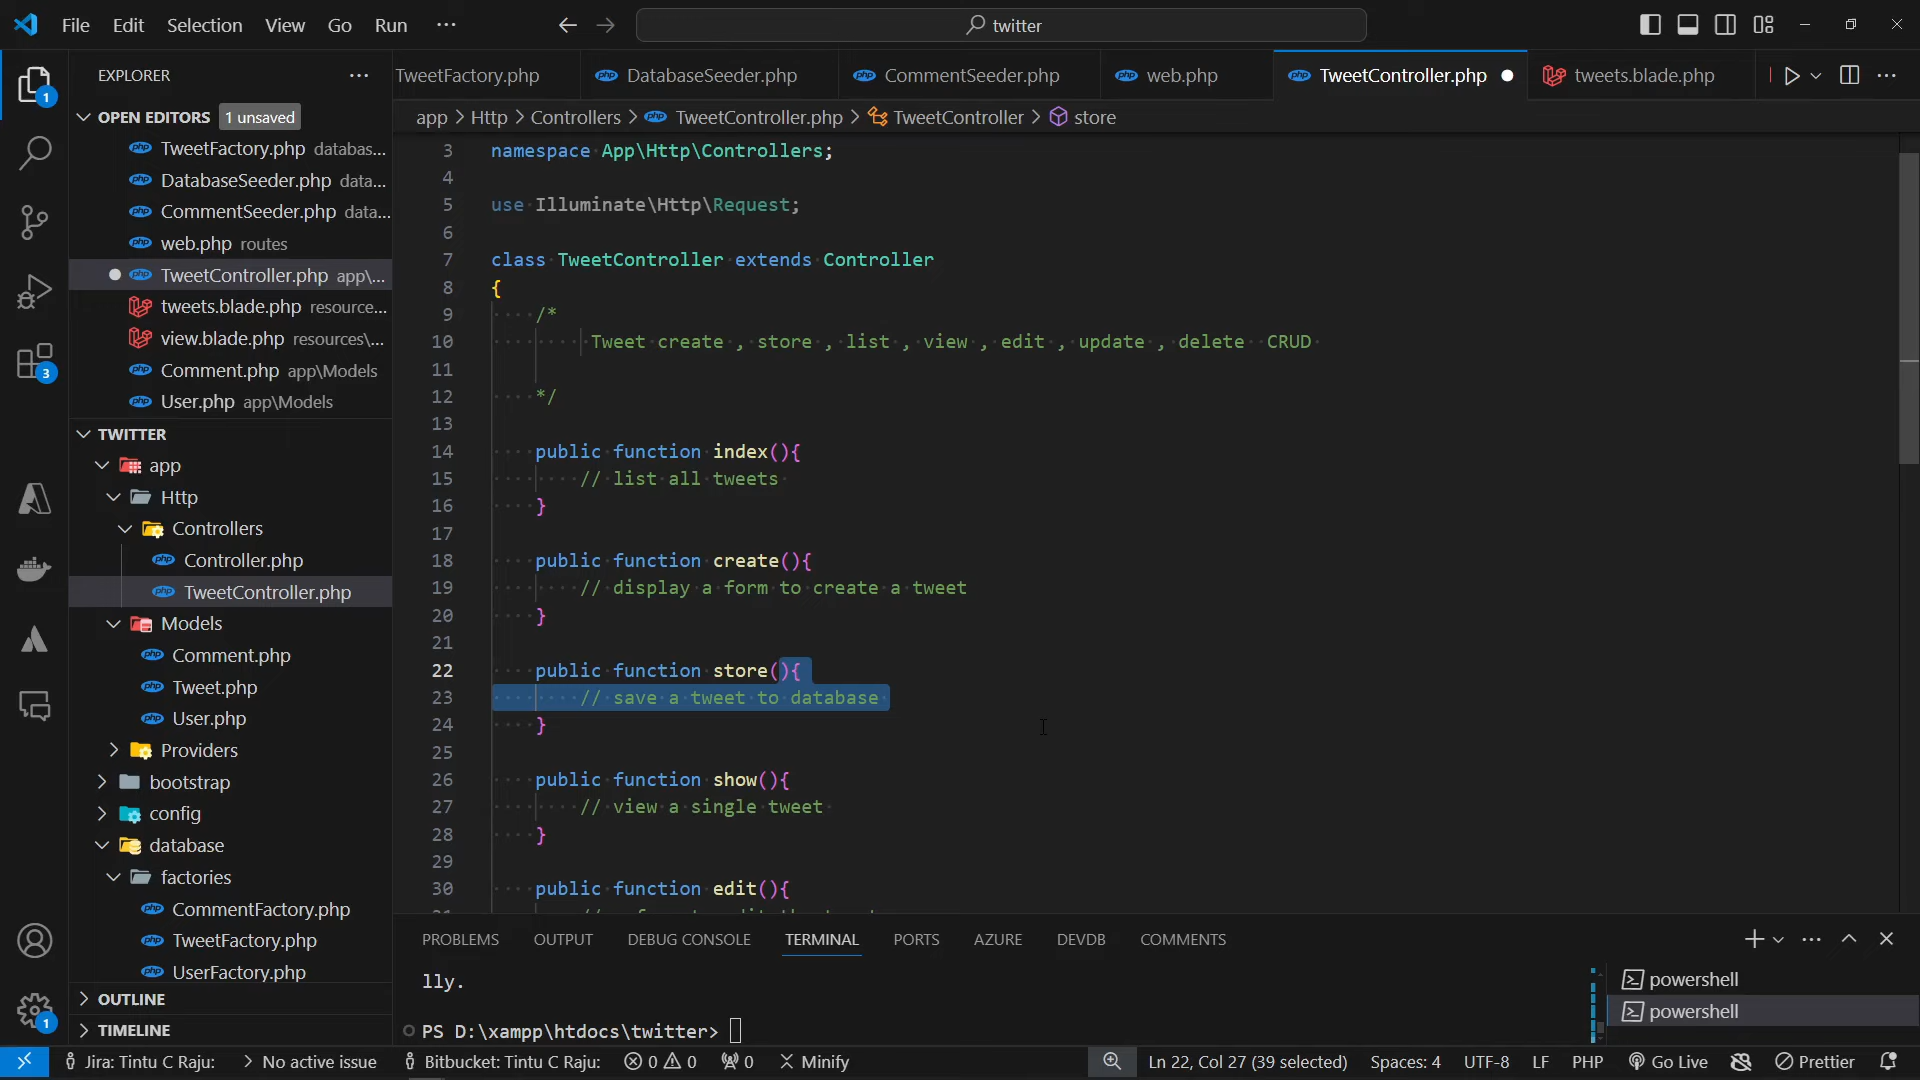 File Edit Selection View Go Run ··· twitter
EXPLORER ···
TweetFactory.php DatabaseSeeder.php CommentSeeder.php web.php TweetController.php tweets.blade.php ···
OPEN EDITORS 1 unsaved
app > Http > Controllers > TweetController.php > TweetController > store
TweetFactory.php databas...
DatabaseSeeder.php data...
CommentSeeder.php data...
web.php routes
TweetController.php app\...
tweets.blade.php resource...
view.blade.php resources\...
Comment.php app\Models
User.php app\Models
TWITTER
app
Http
Controllers
Controller.php
TweetController.php
Models
Comment.php
Tweet.php
User.php
Providers
bootstrap
config
database
factories
CommentFactory.php
TweetFactory.php
UserFactory.php
OUTLINE
TIMELINE
3 namespace App\Http\Controllers;
4
5 use Illuminate\Http\Request;
6
7 class TweetController extends Controller
8 {
9 /*
10 Tweet create , store , list , view , edit , update , delete CRUD
11
12 */
13
14 public function index(){
15 // list all tweets
16 }
17
18 public function create(){
19 // display a form to create a tweet
20 }
21
22 public function store(){
23 // save a tweet to database
24 }
25
26 public function show(){
27 // view a single tweet
28 }
29
30 public function edit(){
PROBLEMS OUTPUT DEBUG CONSOLE TERMINAL PORTS AZURE DEVDB COMMENTS
lly.
PS D:\xampp\htdocs\twitter>
powershell
powershell
1
3
1
Jira: Tintu C Raju: No active issue Bitbucket: Tintu C Raju: 0 0 0 Minify Ln 22, Col 27 (39 selected) Spaces: 4 UTF-8 LF PHP Go Live Prettier